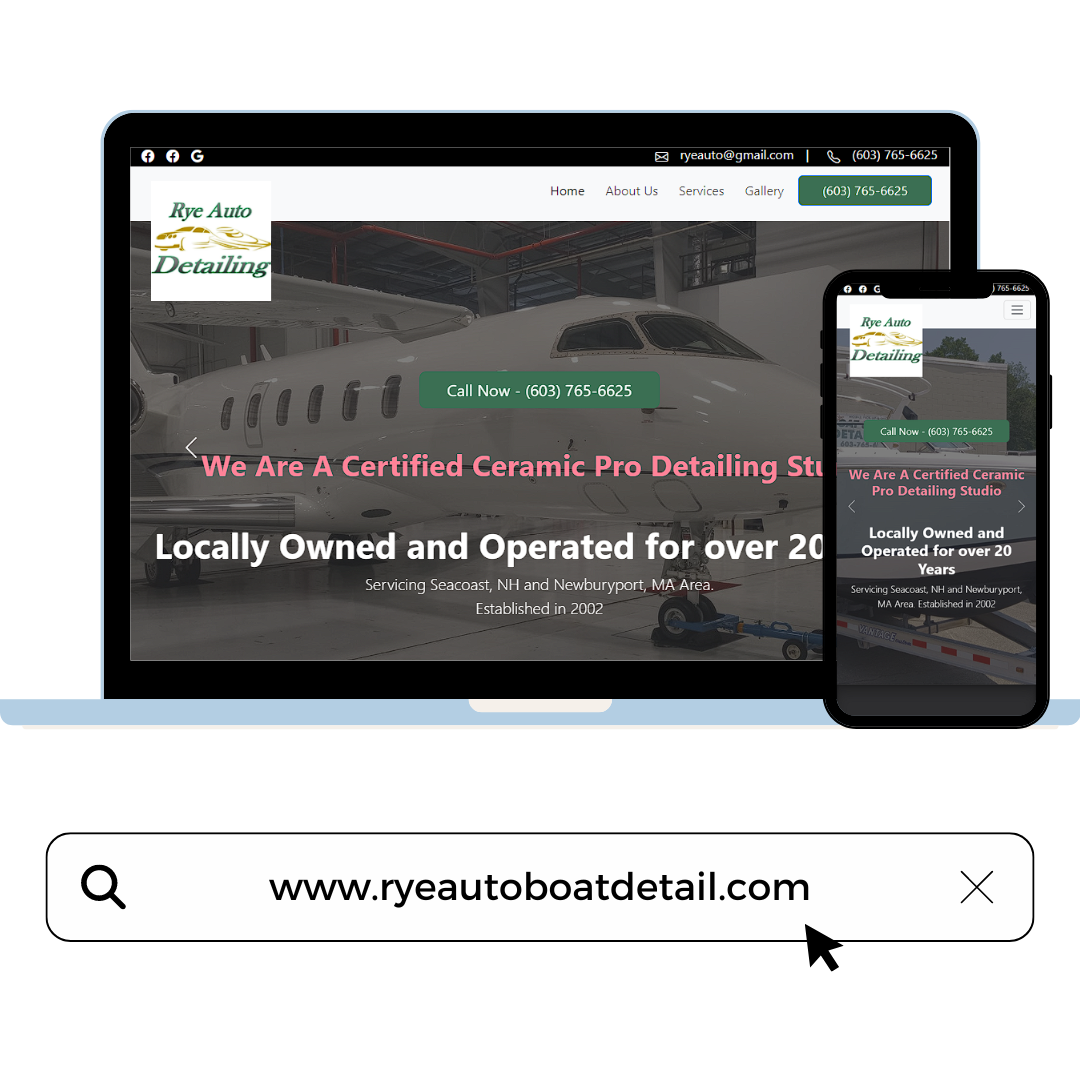 ryeauto@gmail.com | (603) 765-6625
Home About Us Services Gallery (603) 765-6625
Rye Auto
Detailing
Call Now - (603) 765-6625
We Are A Certified Ceramic Pro Detailing Stu
Locally Owned and Operated for over 20
Servicing Seacoast, NH and Newburyport, MA Area.
Established in 2002
) 765-6625
Rye Auto
Detailing
Call Now - (603) 765-6625
We Are A Certified Ceramic
Pro Detailing Studio
Locally Owned and
Operated for over 20
Years
Servicing Seacoast, NH and Newburyport,
MA Area. Established in 2002
VANTAGE
www.ryeautoboatdetail.com